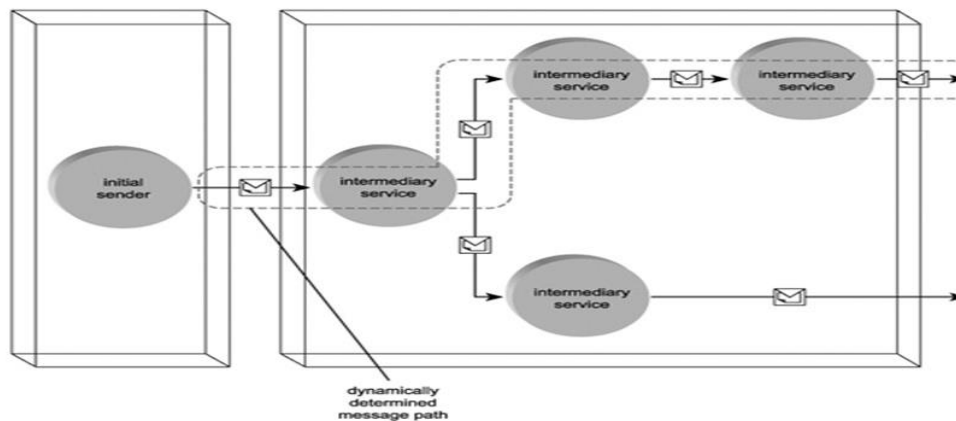 intermediary
service
intermediary
service
initial
sender
intermediary
service
intermediary
service
dynamically
determined
message path